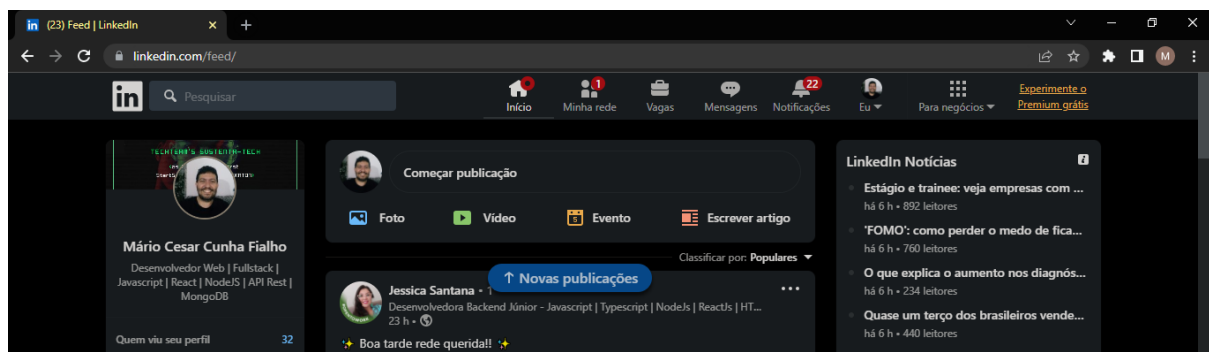 (23) Feed | LinkedIn
linkedin.com/feed/
M
in
Pesquisar
Início
1
Minha rede
Vagas
Mensagens
22
Notificações
Eu
Para negócios
Experimente o
Premium grátis
TECH
Mário Cesar Cunha Fialho
Desenvolvedor Web | Fullstack |
Javascript | React | NodeJS | API Rest |
MongoDB
Quem viu seu perfil 32
Começar publicação
Foto
Vídeo
5
Evento
Escrever artigo
Classificar por: Populares
↑ Novas publicações
Jessica Santana • 1
Desenvolvedora Backend Júnior - Javascript | Typescript | NodeJs | ReactJs | HT...
23 h •
✨ Boa tarde rede querida!! ✨
LinkedIn Notícias
Estágio e trainee: veja empresas com ...
há 6 h • 892 leitores
'FOMO': como perder o medo de fica...
há 6 h • 760 leitores
O que explica o aumento nos diagnós...
há 6 h • 234 leitores
Quase um terço dos brasileiros vende...
há 6 h • 440 leitores